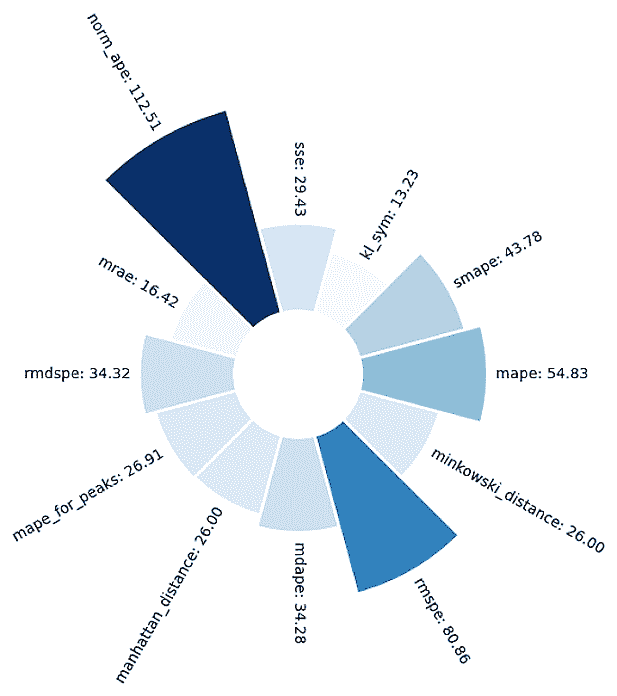 norm_ape: 112.51
sse: 29.43
kl_sym: 13.23
smape: 43.78
mrae: 16.42
rmdspe: 34.32
mape: 54.83
mape_for_peaks: 26.91
minkowski_distance: 26.00
manhattan_distance: 26.00
mdape: 34.28
rmspe: 80.86